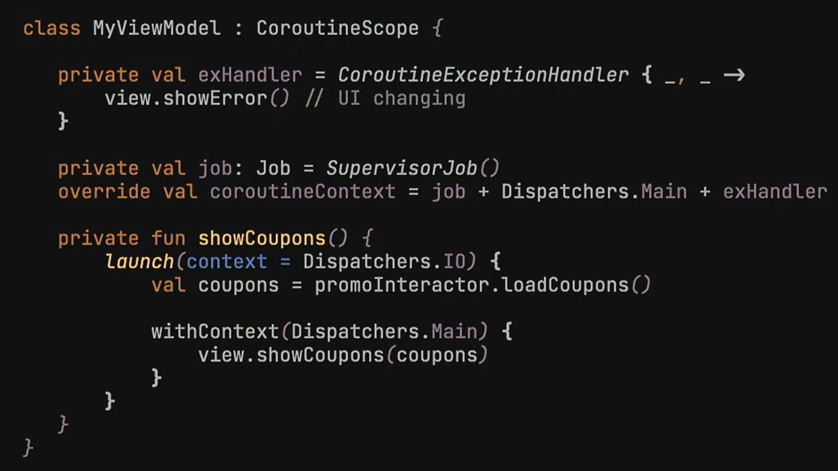 class MyViewModel : CoroutineScope {
private val exHandler = CoroutineExceptionHandler { _, _ ->
view.showError() // UI changing
}
private val job: Job = SupervisorJob()
override val coroutineContext = job + Dispatchers.Main + exHandler
private fun showCoupons() {
launch(context = Dispatchers.IO) {
val coupons = promoInteractor.loadCoupons()
withContext(Dispatchers.Main) {
view.showCoupons(coupons)
}
}
}
}